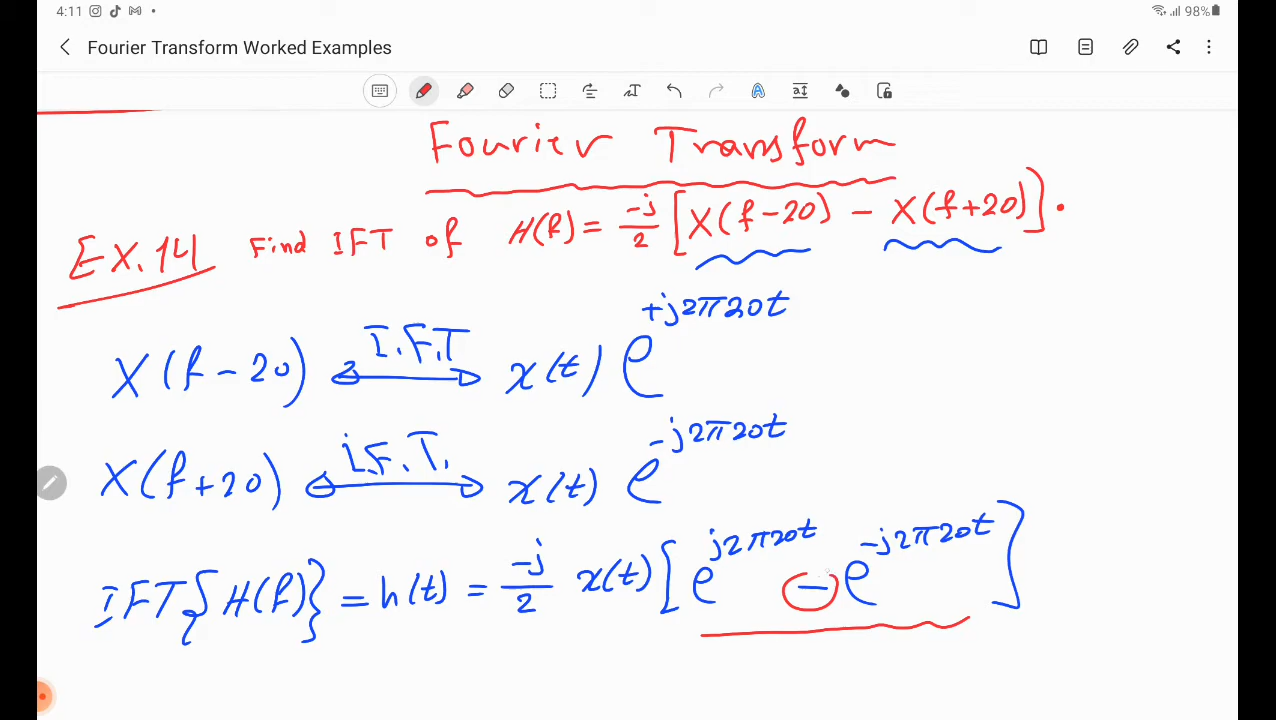 4:11 98%
Fourier Transform Worked Examples
Fourier Transform
EX.14 Find IFT of H(f) = -j/2 [X(f-20) - X(f+20)].
X(f-20) ⟷ I.F.T x(t) e^{+j2π20t}
X(f+20) ⟷ i.F.T. x(t) e^{-j2π20t}
IFT{H(f)} = h(t) = -j/2 x(t) [e^{j2π20t} - e^{-j2π20t}]